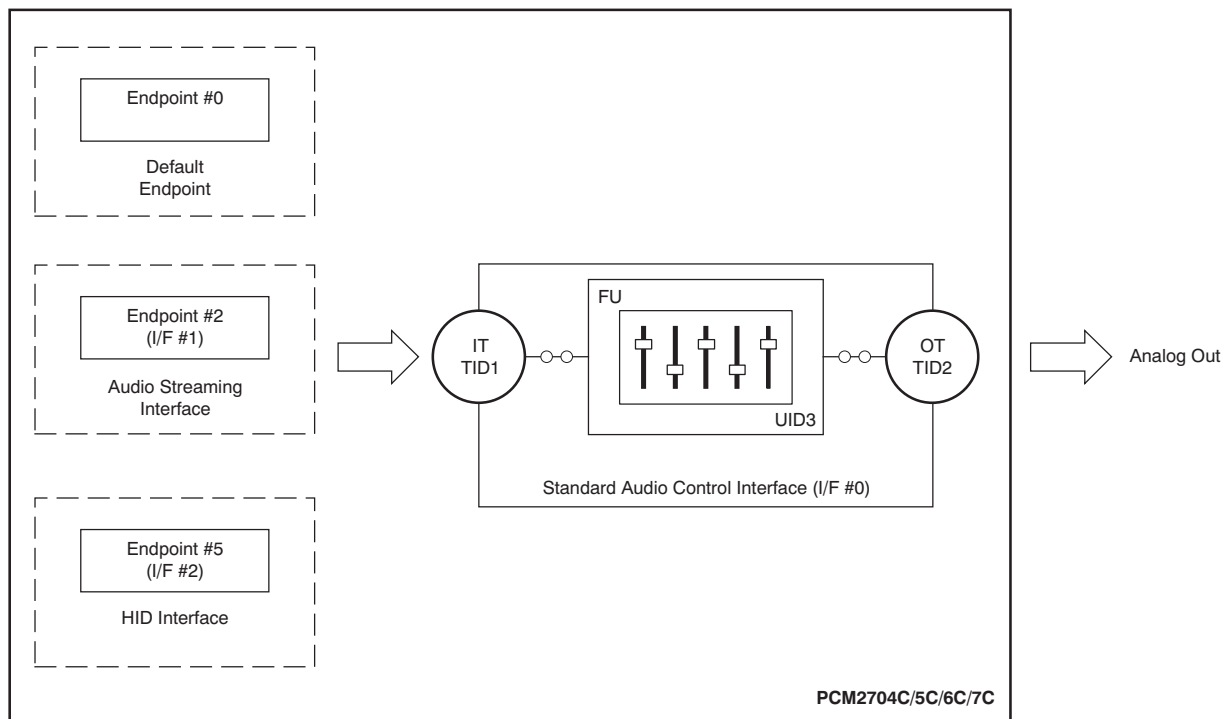 Endpoint #0
Default
Endpoint
Endpoint #2
(I/F #1)
Audio Streaming
Interface
Endpoint #5
(I/F #2)
HID Interface
IT
TID1
FU
UID3
OT
TID2
Standard Audio Control Interface (I/F #0)
Analog Out
PCM2704C/5C/6C/7C